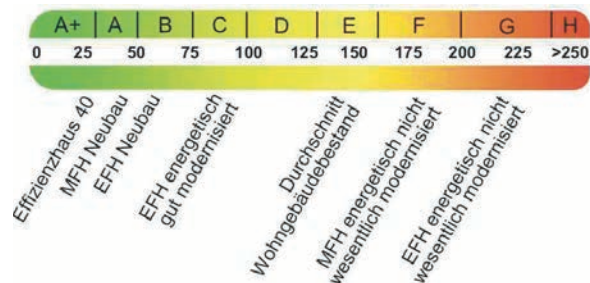 A+ A B C D E F G H
0 25 50 75 100 125 150 175 200 225 >250
Effizienzhaus 40
MFH Neubau
EFH Neubau
EFH energetisch
gut modernisiert
Durchschnitt
Wohngebäudebestand
MFH energetisch nicht
wesentlich modernisiert
EFH energetisch nicht
wesentlich modernisiert